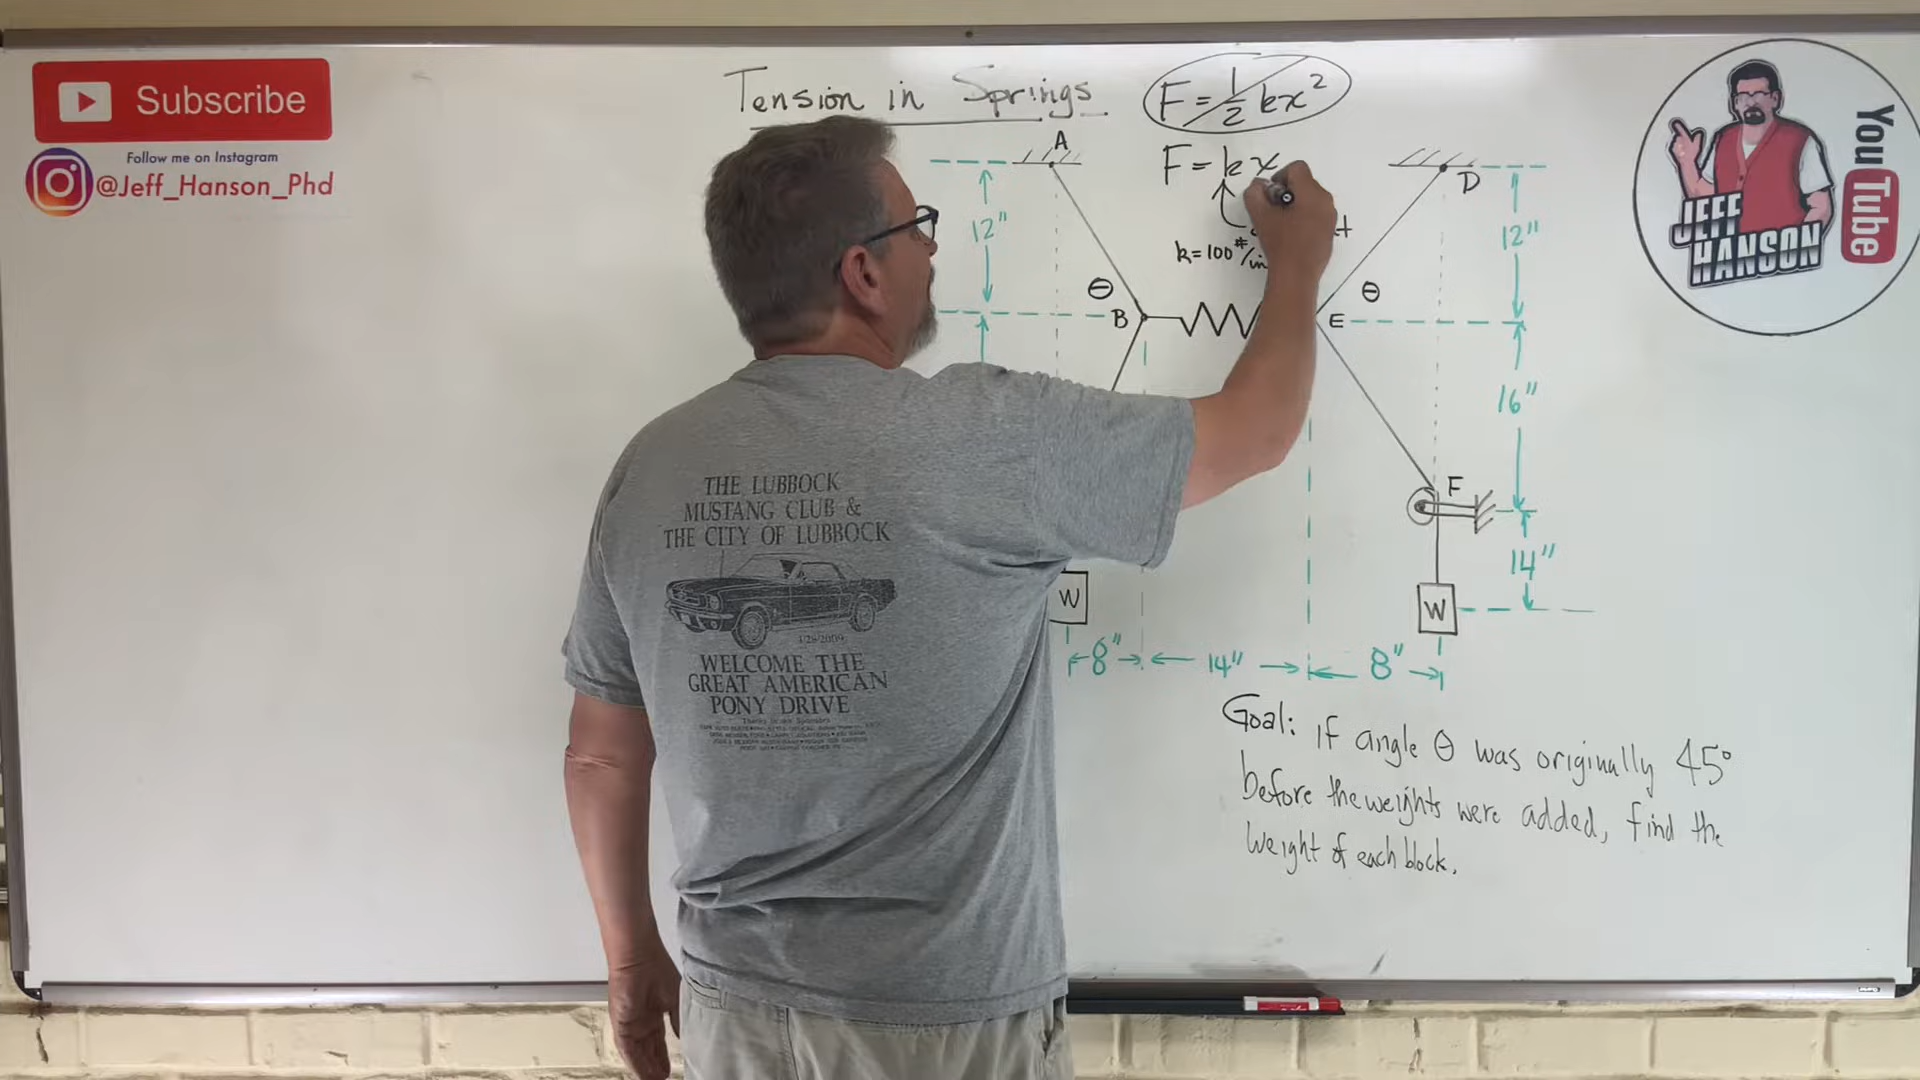 Subscribe
Follow me on Instagram
@Jeff_Hanson_Phd
Tension in Springs
F = 1/2 kx²
F = kx
k = 100 #/in
A
D
12"
12"
θ
θ
B
E
16"
F
14"
W
W
8"
14"
8"
Goal: If angle θ was originally 45°
before the weights were added, find the
weight of each block.
THE LUBBOCK
MUSTANG CLUB &
THE CITY OF LUBBOCK
WELCOME THE
GREAT AMERICAN
PONY DRIVE
JEFF
HANSON
YouTube